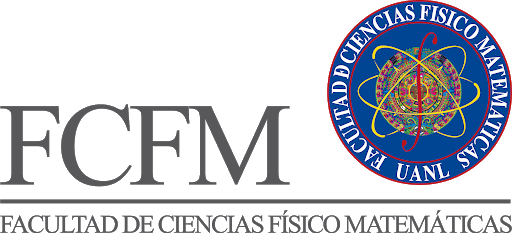 FCFM
FACULTAD DE CIENCIAS FISICO MATEMATICAS
UANL
FACULTAD DE CIENCIAS FÍSICO MATEMÁTICAS